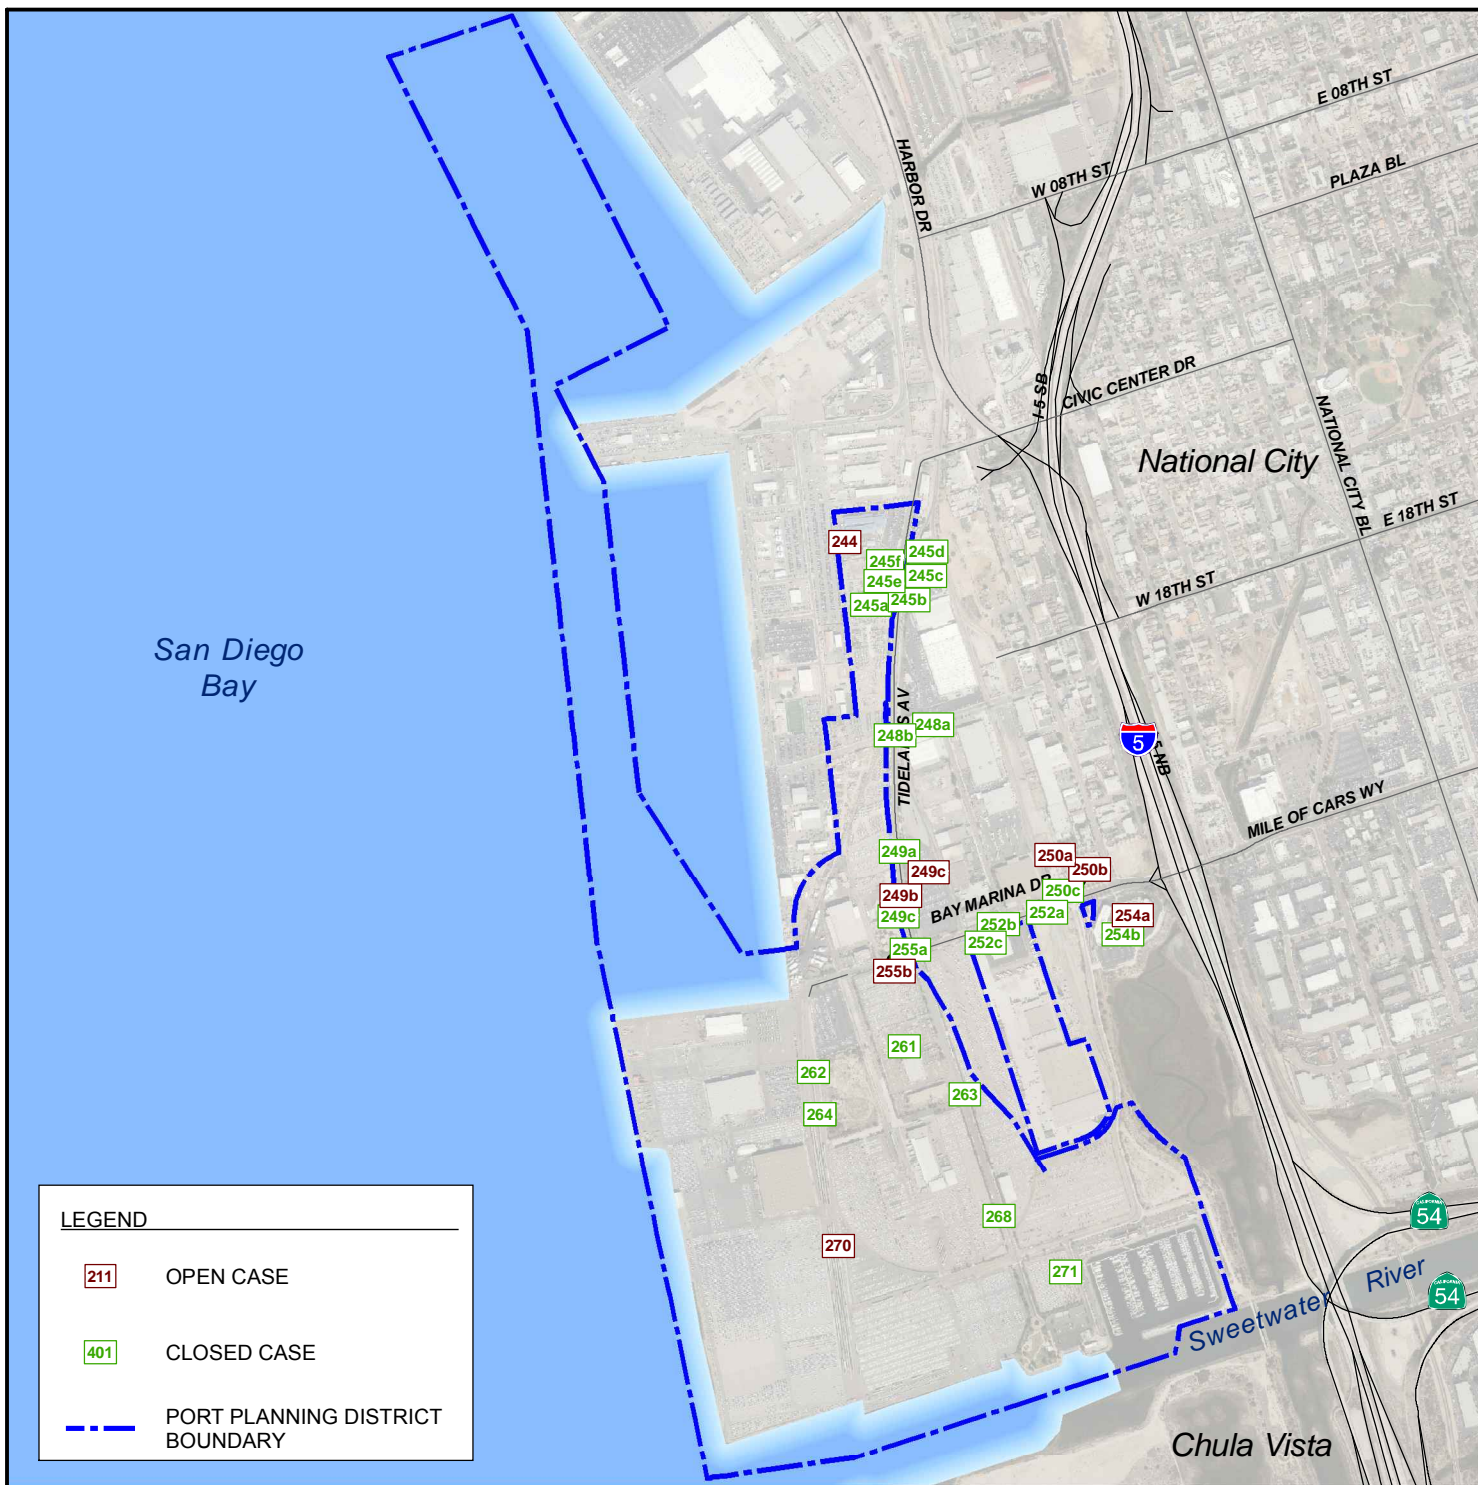 E 08TH ST
PLAZA BL
W 08TH ST
HARBOR DR
I 5 SB
CIVIC CENTER DR
NATIONAL CITY BL
National City
E 18TH ST
W 18TH ST
244
245d
245f
245c
245e
245b
245a
San Diego
Bay
TIDELANDS AV
248a
248b
5
5 NB
MILE OF CARS WY
249a
249c
249b
249c
250a
250b
250c
BAY MARINA DR
252a
252b
252c
254a
254b
255a
255b
261
262
263
264
268
270
271
CALIFORNIA
54
CALIFORNIA
54
Sweetwater River
Chula Vista
LEGEND
211 OPEN CASE
401 CLOSED CASE
PORT PLANNING DISTRICT
BOUNDARY